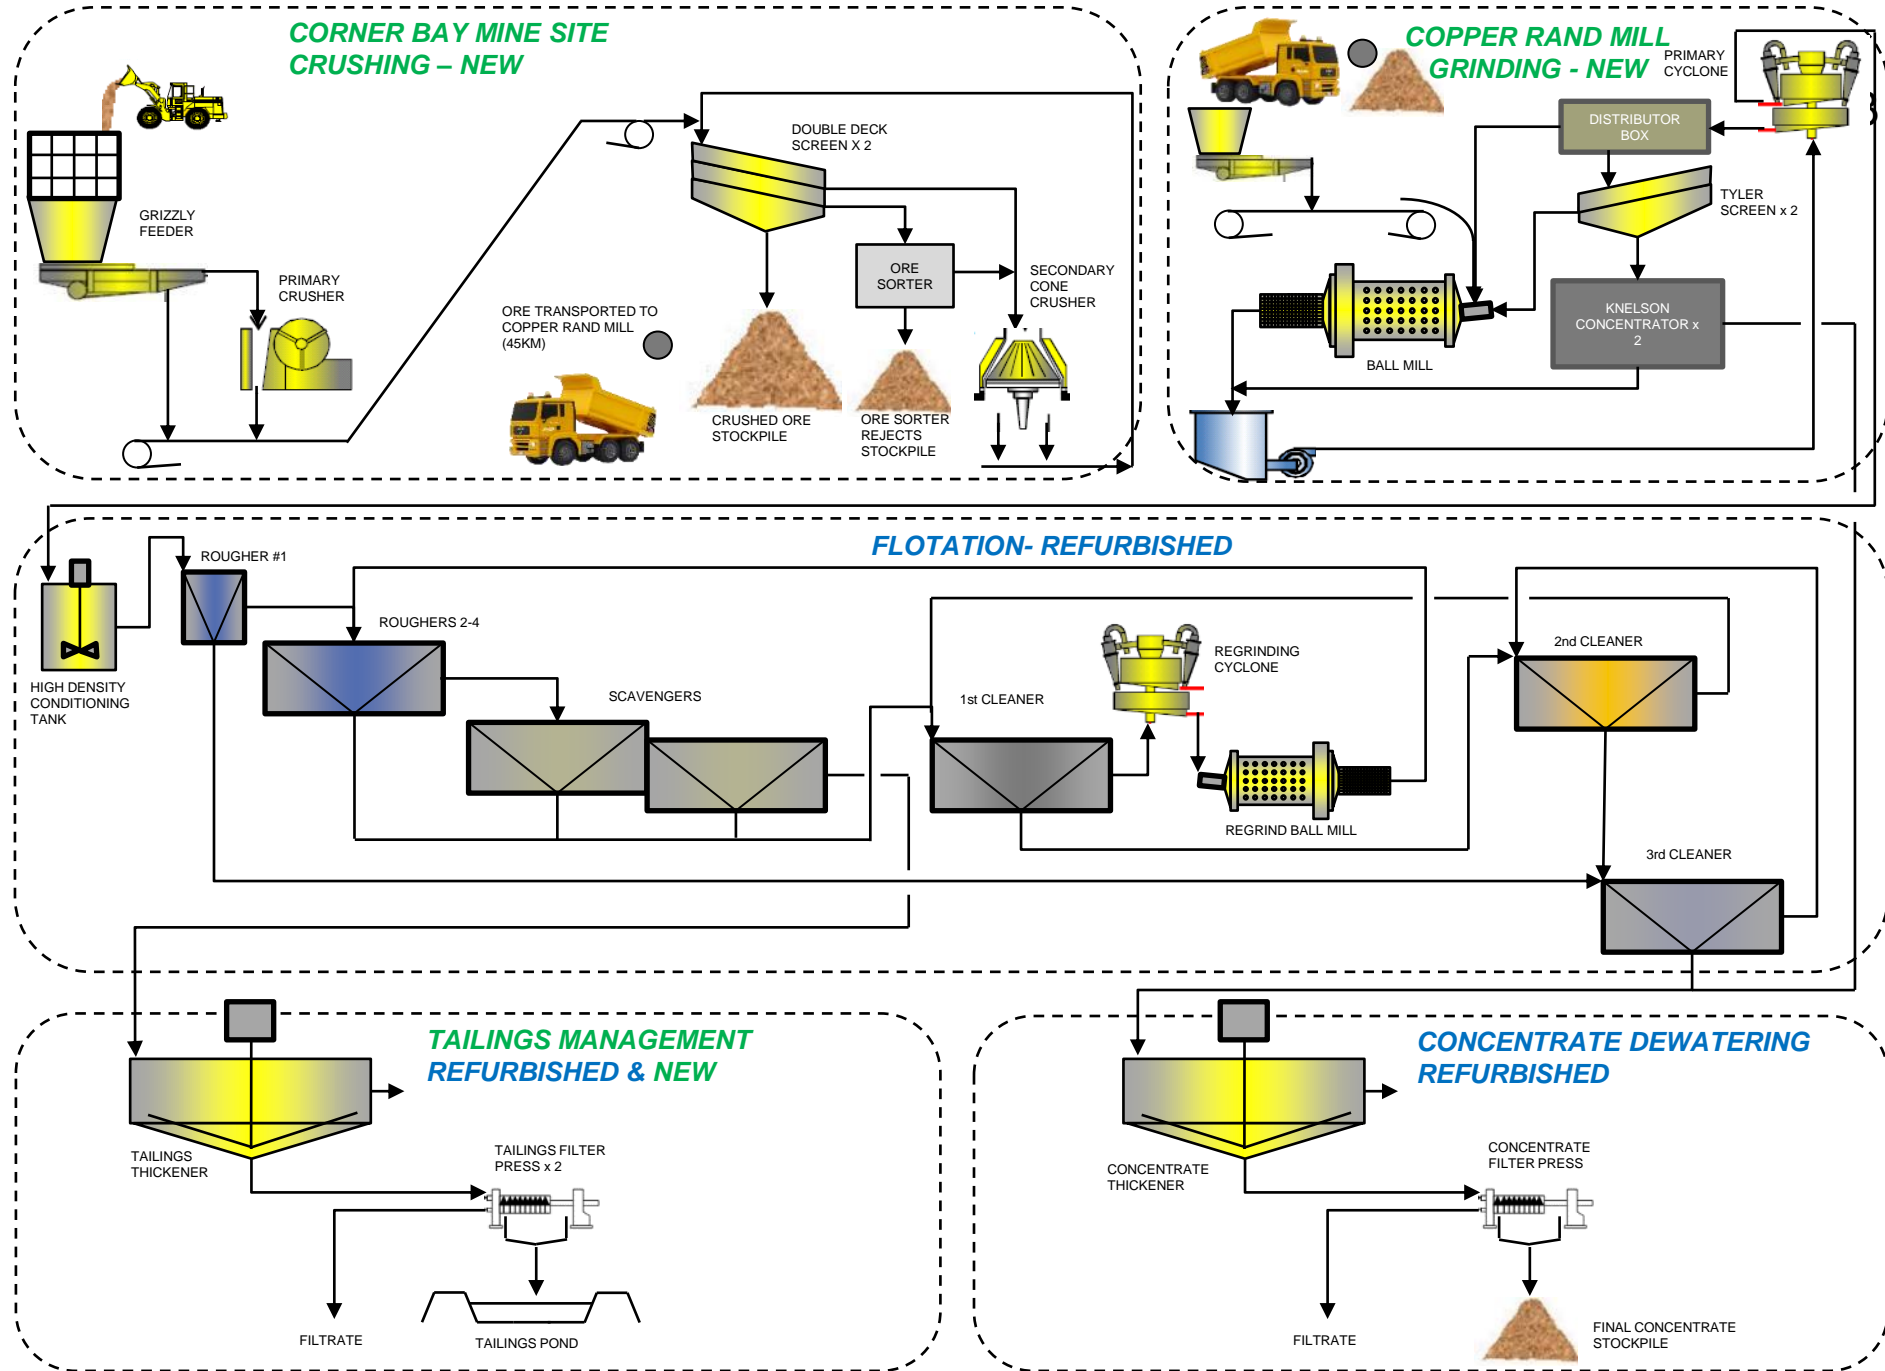 CORNER BAY MINE SITE
CRUSHING – NEW
GRIZZLY
FEEDER
PRIMARY
CRUSHER
DOUBLE DECK
SCREEN X 2
ORE
SORTER
SECONDARY
CONE
CRUSHER
ORE TRANSPORTED TO
COPPER RAND MILL
(45KM)
CRUSHED ORE
STOCKPILE
ORE SORTER
REJECTS
STOCKPILE
COPPER RAND MILL
GRINDING - NEW
PRIMARY
CYCLONE
DISTRIBUTOR
BOX
TYLER
SCREEN x 2
KNELSON
CONCENTRATOR x
2
BALL MILL
FLOTATION- REFURBISHED
ROUGHER #1
HIGH DENSITY
CONDITIONING
TANK
ROUGHERS 2-4
SCAVENGERS
1st CLEANER
REGRINDING
CYCLONE
REGRIND BALL MILL
2nd CLEANER
3rd CLEANER
TAILINGS MANAGEMENT
REFURBISHED & NEW
TAILINGS
THICKENER
TAILINGS FILTER
PRESS x 2
FILTRATE
TAILINGS POND
CONCENTRATE DEWATERING
REFURBISHED
CONCENTRATE
THICKENER
CONCENTRATE
FILTER PRESS
FILTRATE
FINAL CONCENTRATE
STOCKPILE